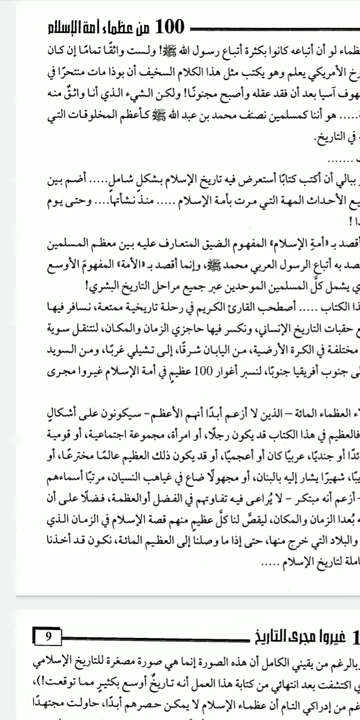 100 من عظماء أمة الإسلام
ظماء لو أن أتباعه كانوا بكثرة أتباع رسول الله ﷺ! ولست واثقًا تمامًا إن كان
رخ الأمريكي يعلم وهو يكتب مثل هذا الكلام السخيف أن بوذا مات منتحرًا في
هوف آسيا بعد أن فقد عقله وأصبح مجنونًا! ولكن الشيء الذي أنا واثقٌ منه
..... هو أننا كمسلمين نصنف محمد بن عبد الله ﷺ كأعظم المخلوقات التي
ة في التاريخ.
ب .......
ر ببالي أن أكتب كتابًا أستعرض فيه تاريخ الإسلام بشكل شامل..... أضم بين
يع الأحداث المهة التي مرت بأمة الإسلام ..... منذ نشأتها.... وحتى يوم
ا !
أقصد بـ «أمةِ الإسلام» المفهوم الضيق المتعارف عليه بين معظم المسلمين
صد به أتباع الرسول العربي محمد ﷺ، وإنما أقصد بـ «الأمة» المفهومَ الأوسع
ي يشمل كلَّ المسلمين الموحدين عبر جميع مراحل التاريخ البشري!
ذا الكتاب ..... أصطحب القارئ الكريم في رحلة تاريخية ممتعة، نسافر فيها
ع حقبات التاريخ الإنساني، ونكسر فيها حاجزي الزمان والمكان، لنتنقل سوية
مختلفة في الكرة الأرضية، من اليابان شرقًا، إلى تشيلي غربًا، ومن السويد
ى جنوب أفريقيا جنوبًا، لنسبر أغوار 100 عظيمٍ في أمة الإسلام غيروا مجرى
ء العظماء المائة – الذين لا أزعم أبدًا أنهم الأعظم– سيكونون على أشكالٍ
فالعظيم في هذا الكتاب قد يكون رجلًا، أو امرأة، مجموعة اجتماعية، أو قومية
ئدًا أو جنديًا، عربيًا كان أو أعجميًا، أو قد يكون ذلك العظيم عالمًا مخترعًا، أو
يًا، شهيرًا يشار إليه بالبنان، أو مجهولًا ضاع في غياهب النسيان، مرتبًا أسماءهم
– أزعم أنه مبتكر – لا يُراعى فيه تفاوتهم في الفضل أوالعظمة، فضلًا على أن
ه بُعدا الزمان والمكان، ليقصَّ لنا كلُّ عظيم منهم قصة الإسلام في الزمان الذي
والبلاد التي خرج منها، حتى إذا ما وصلنا إلى العظيم المائة، نكون قد أخذنا
املة لتاريخ الإسلام .....
1 غيروا مجرى التاريخ 9
بالرغم من يقيني الكامل أن هذه الصورة إنما هي صورة مصغرة للتاريخ الإسلامي
ي اكتشفت بعد انتهائي من كتابة هذا العمل أنه تاريخٌ أوسع بكثيرٍ مما توقعت!)،
غم من إدراكي التام أن عظماء الإسلام لا يمكن حصرهم أبدًا، حاولت مجتهدًا